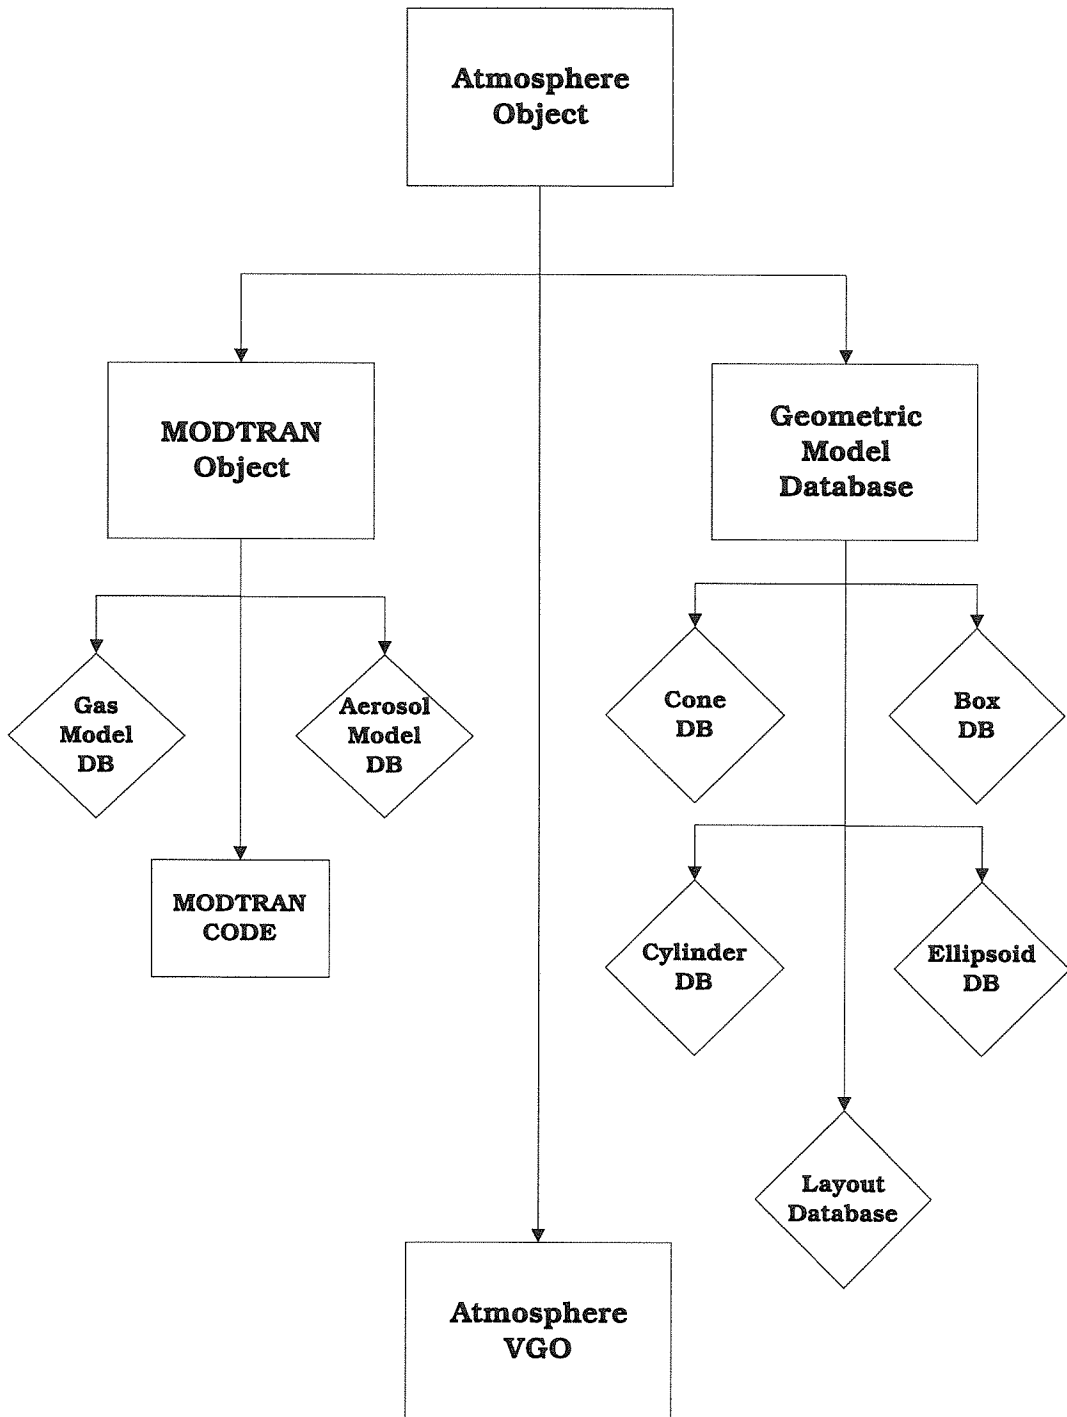 Atmosphere
Object
MODTRAN
Object
Geometric
Model
Database
Gas
Model
DB
Aerosol
Model
DB
Cone
DB
Box
DB
MODTRAN
CODE
Cylinder
DB
Ellipsoid
DB
Layout
Database
Atmosphere
VGO